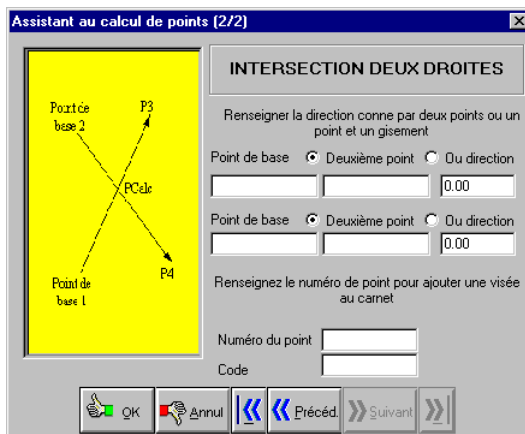 Assistant au calcul de points (2/2)
Point de
base 2
P3
PCalc
P4
Point de
base 1
INTERSECTION DEUX DROITES
Renseigner la direction conne par deux points ou un
point et un gisement
Point de base Deuxième point Ou direction
0.00
Point de base Deuxième point Ou direction
0.00
Renseignez le numéro de point pour ajouter une visée
au carnet
Numéro du point
Code
OK Annul Précéd. Suivant